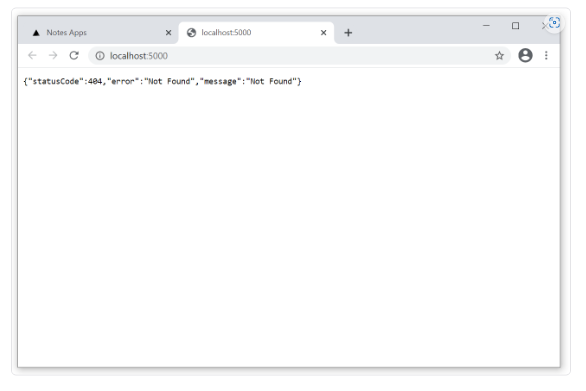 Notes Apps
localhost:5000
localhost:5000
{"statusCode":404,"error":"Not Found","message":"Not Found"}